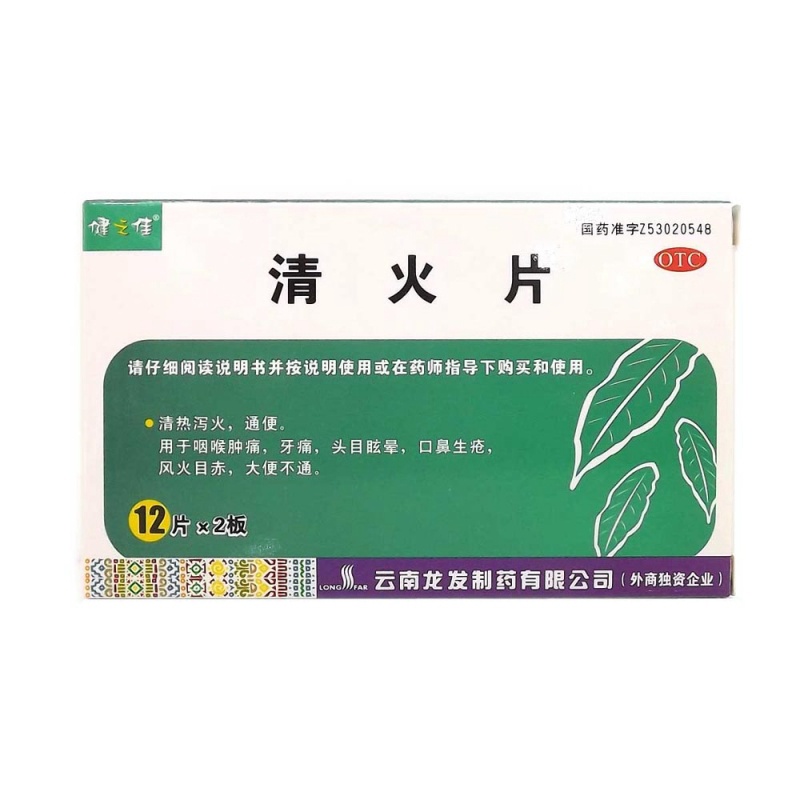 健之佳®
国药准字Z53020548
OTC
清火片
请仔细阅读说明书并按说明使用或在药师指导下购买和使用。
清热泻火，通便。
用于咽喉肿痛，牙痛，头目眩晕，口鼻生疮，
风火目赤，大便不通。
12片×2板
LONG FAR 云南龙发制药有限公司（外商独资企业）